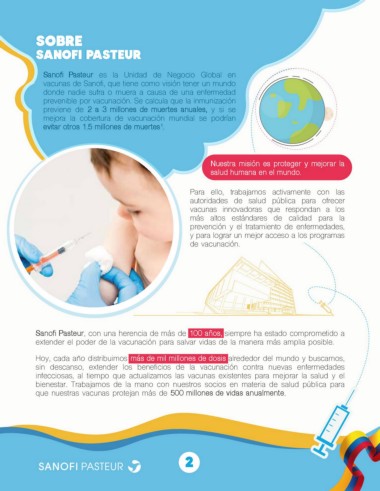 SOBRE
SANOFI PASTEUR
Sanofi Pasteur es la Unidad de Negocio Global en
vacunas de Sanofi, que tiene como visión tener un mundo
donde nadie sufra o muera a causa de una enfermedad
prevenible por vacunación. Se calcula que la inmunización
previene de 2 a 3 millones de muertes anuales, y si se
mejora la cobertura de vacunación mundial se podrían
evitar otros 1,5 millones de muertes¹.
Nuestra misión es proteger y mejorar la
salud humana en el mundo.
Para ello, trabajamos activamente con las
autoridades de salud pública para ofrecer
vacunas innovadoras que respondan a los
más altos estándares de calidad para la
prevención y el tratamiento de enfermedades,
y para lograr un mejor acceso a los programas
de vacunación.
Sanofi Pasteur, con una herencia de más de 100 años, siempre ha estado comprometido a
extender el poder de la vacunación para salvar vidas de la manera más amplia posible.
Hoy, cada año distribuimos más de mil millones de dosis alrededor del mundo y buscamos,
sin descanso, extender los beneficios de la vacunación contra nuevas enfermedades
infecciosas, al tiempo que actualizamos las vacunas existentes para mejorar la salud y el
bienestar. Trabajamos de la mano con nuestros socios en materia de salud pública para
que nuestras vacunas protejan más de 500 millones de vidas anualmente.
SANOFI PASTEUR
2